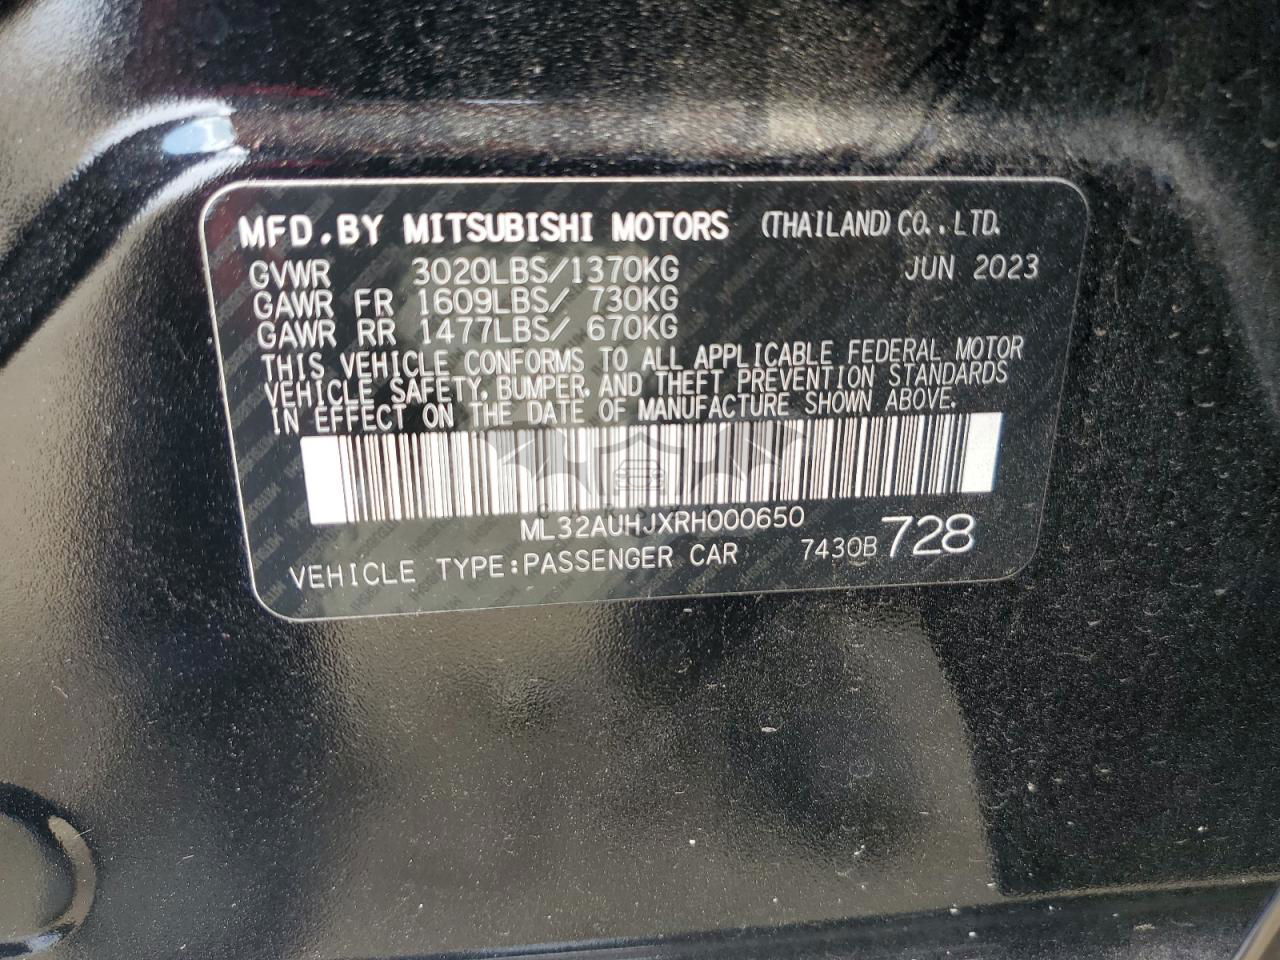 MFD.BY MITSUBISHI MOTORS (THAILAND)CO.,LTD.
GVWR 3020LBS/1370KG JUN 2023
GAWR FR 1609LBS/ 730KG
GAWR RR 1477LBS/ 670KG
THIS VEHICLE CONFORMS TO ALL APPLICABLE FEDERAL MOTOR
VEHICLE SAFETY, BUMPER, AND THEFT PREVENTION STANDARDS
IN EFFECT ON THE DATE OF MANUFACTURE SHOWN ABOVE.
ML32AUHJXRH000650
VEHICLE TYPE:PASSENGER CAR 7430B 728